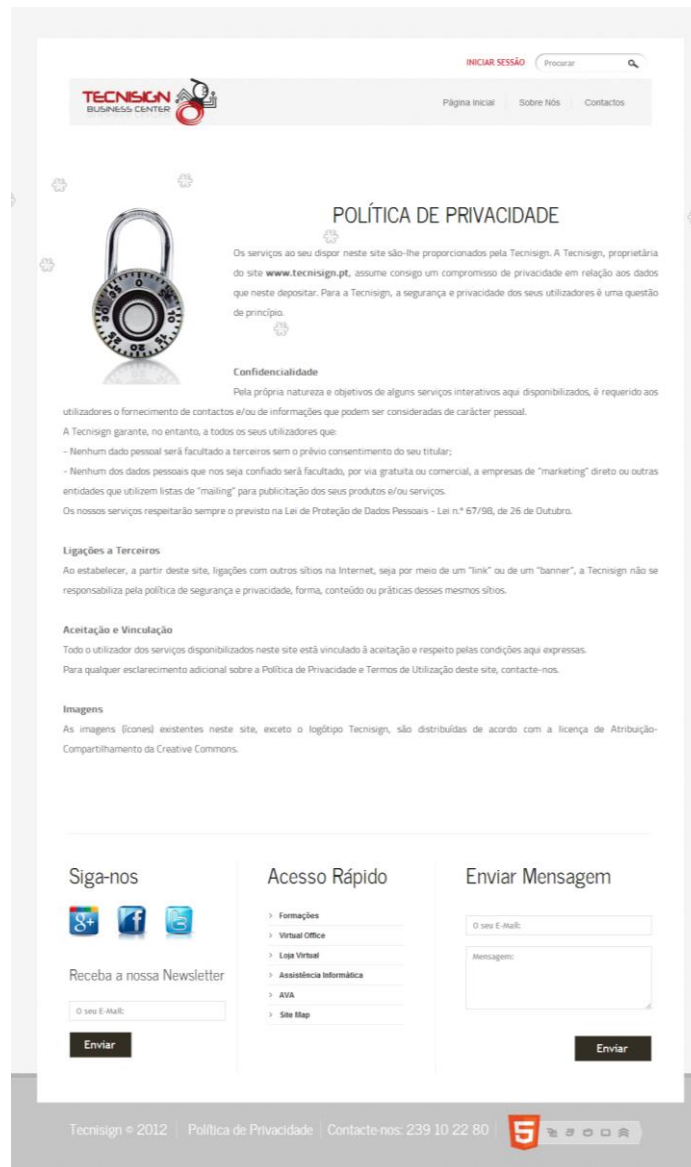 INICIAR SESSÃO
Procurar
TECNISIGN
BUSINESS CENTER
Página Inicial
Sobre Nós
Contactos
POLÍTICA DE PRIVACIDADE
Os serviços ao seu dispor neste site são-lhe proporcionados pela Tecnisign. A Tecnisign, proprietária
do site www.tecnisign.pt, assume consigo um compromisso de privacidade em relação aos dados
que neste depositar. Para a Tecnisign, a segurança e privacidade dos seus utilizadores é uma questão
de princípio.
Confidencialidade
Pela própria natureza e objetivos de alguns serviços interativos aqui disponibilizados, é requerido aos
utilizadores o fornecimento de contactos e/ou de informações que podem ser consideradas de carácter pessoal.
A Tecnisign garante, no entanto, a todos os seus utilizadores que:
- Nenhum dado pessoal será facultado a terceiros sem o prévio consentimento do seu titular;
- Nenhum dos dados pessoais que nos seja confiado será facultado, por via gratuita ou comercial, a empresas de "marketing" direto ou outras
entidades que utilizem listas de "mailing" para publicitação dos seus produtos e/ou serviços.
Os nossos serviços respeitarão sempre o previsto na Lei de Proteção de Dados Pessoais - Lei n.º 67/98, de 26 de Outubro.
Ligações a Terceiros
Ao estabelecer, a partir deste site, ligações com outros sítios na Internet, seja por meio de um "link" ou de um "banner", a Tecnisign não se
responsabiliza pela política de segurança e privacidade, forma, conteúdo ou práticas desses mesmos sítios.
Aceitação e Vinculação
Todo o utilizador dos serviços disponibilizados neste site está vinculado à aceitação e respeito pelas condições aqui expressas.
Para qualquer esclarecimento adicional sobre a Política de Privacidade e Termos de Utilização deste site, contacte-nos.
Imagens
As imagens (ícones) existentes neste site, exceto o logótipo Tecnisign, são distribuídas de acordo com a licença de Atribuição-
Compartilhamento da Creative Commons.
Siga-nos
Receba a nossa Newsletter
O seu E-Mail:
Enviar
Acesso Rápido
> Formações
> Virtual Office
> Loja Virtual
> Assistência Informática
> AVA
> Site Map
Enviar Mensagem
O seu E-Mail:
Mensagem:
Enviar
Tecnisign © 2012 | Política de Privacidade | Contacte-nos: 239 10 22 80